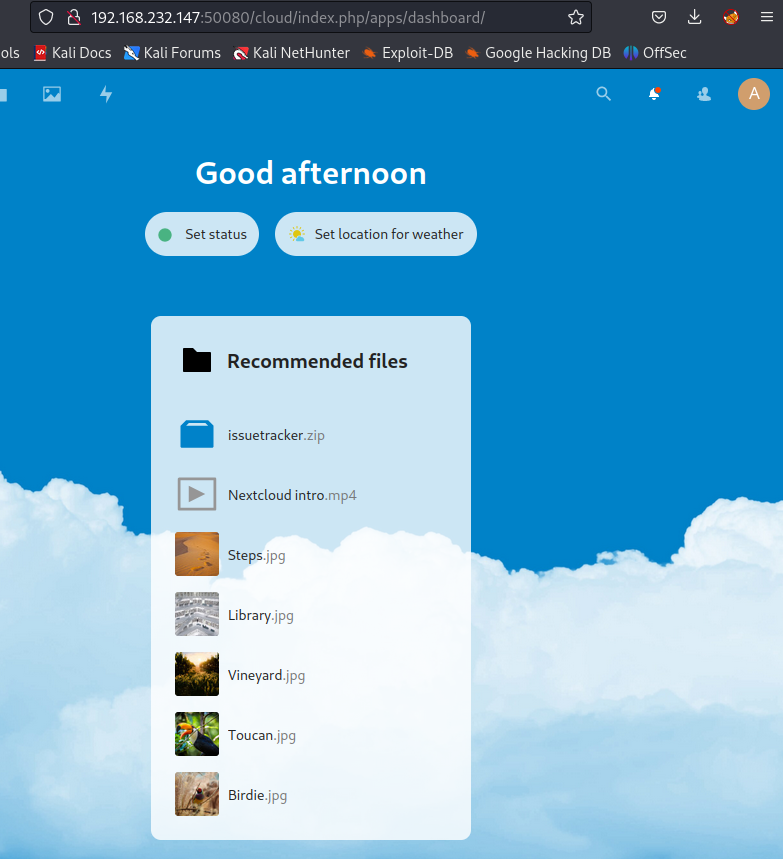 192.168.232.147:50080/cloud/index.php/apps/dashboard/
ols Kali Docs Kali Forums Kali NetHunter Exploit-DB Google Hacking DB OffSec
A
Good afternoon
Set status Set location for weather
Recommended files
issuetracker.zip
Nextcloud intro.mp4
Steps.jpg
Library.jpg
Vineyard.jpg
Toucan.jpg
Birdie.jpg